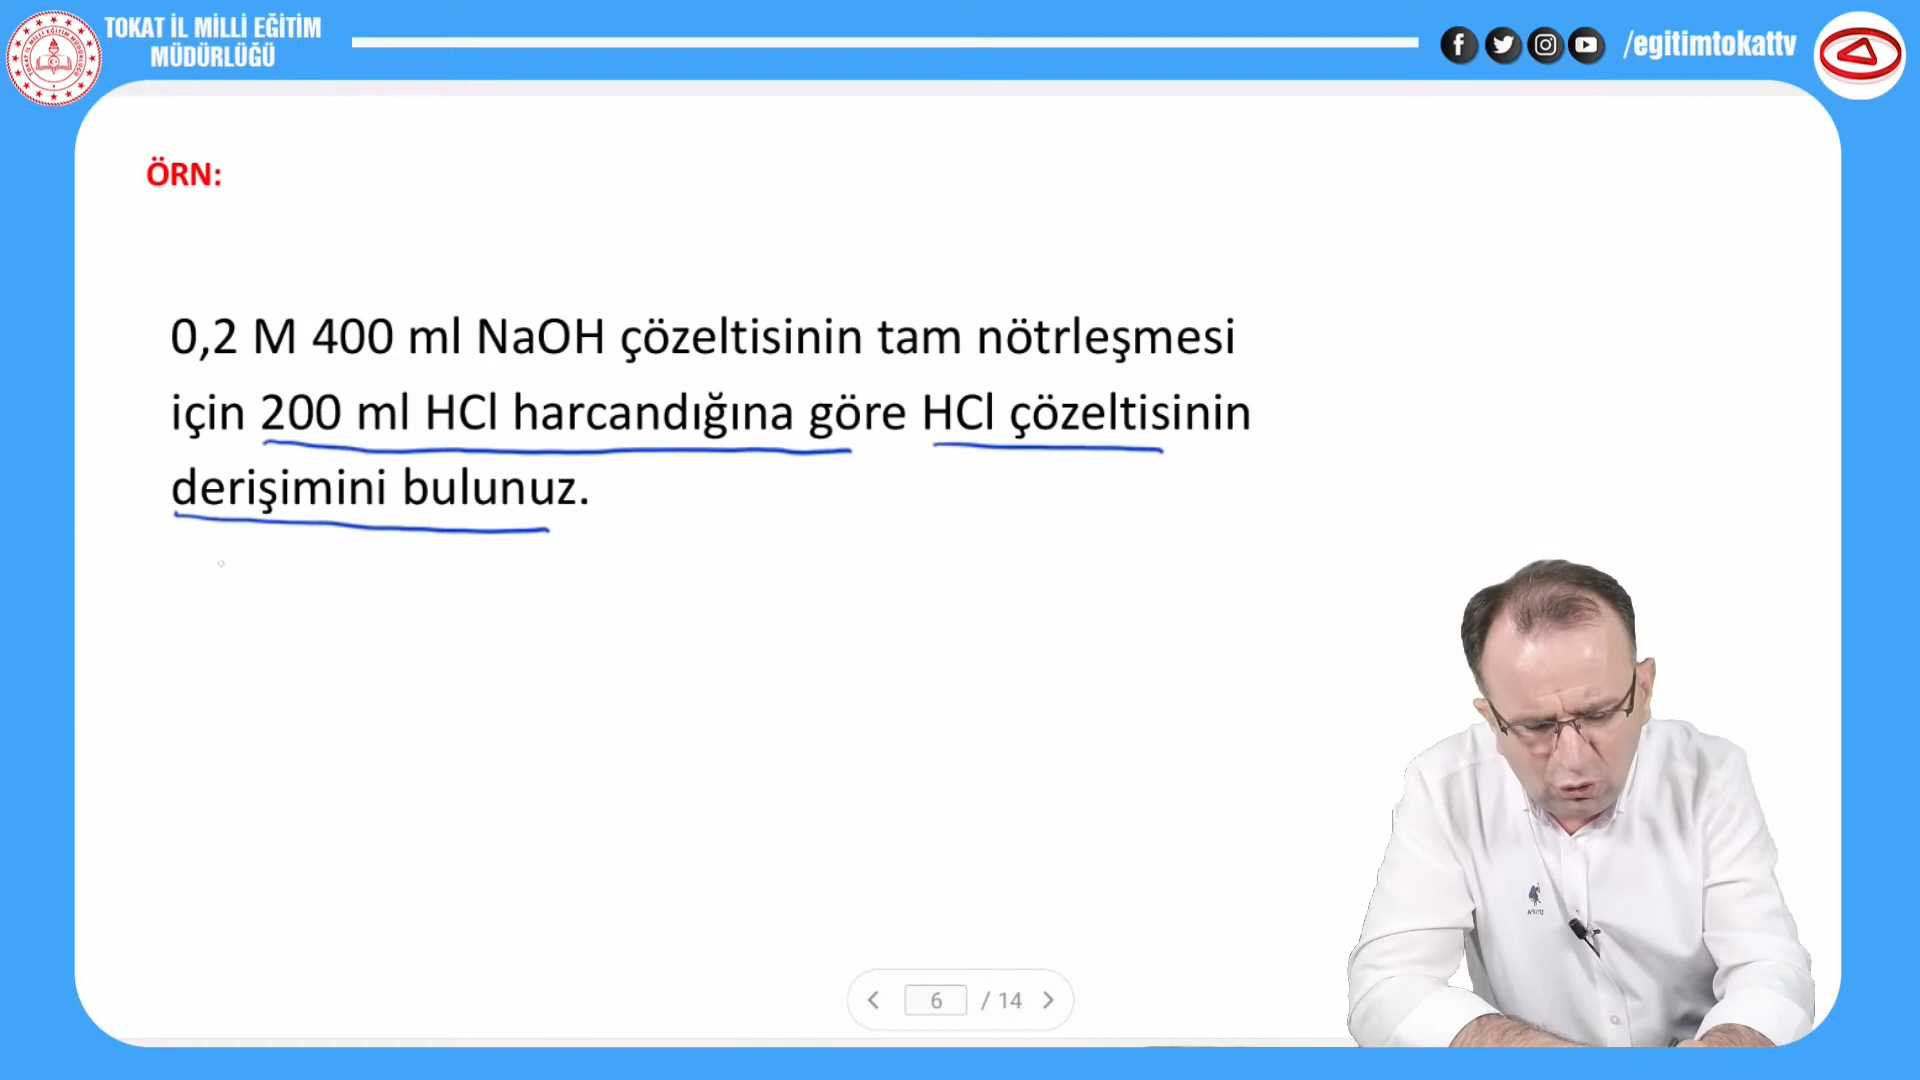 TOKAT İL MİLLİ EĞİTİM
MÜDÜRLÜĞÜ
/egitimtokattv
ÖRN:
0,2 M 400 ml NaOH çözeltisinin tam nötrleşmesi
için 200 ml HCl harcandığına göre HCl çözeltisinin
derişimini bulunuz.
6 / 14